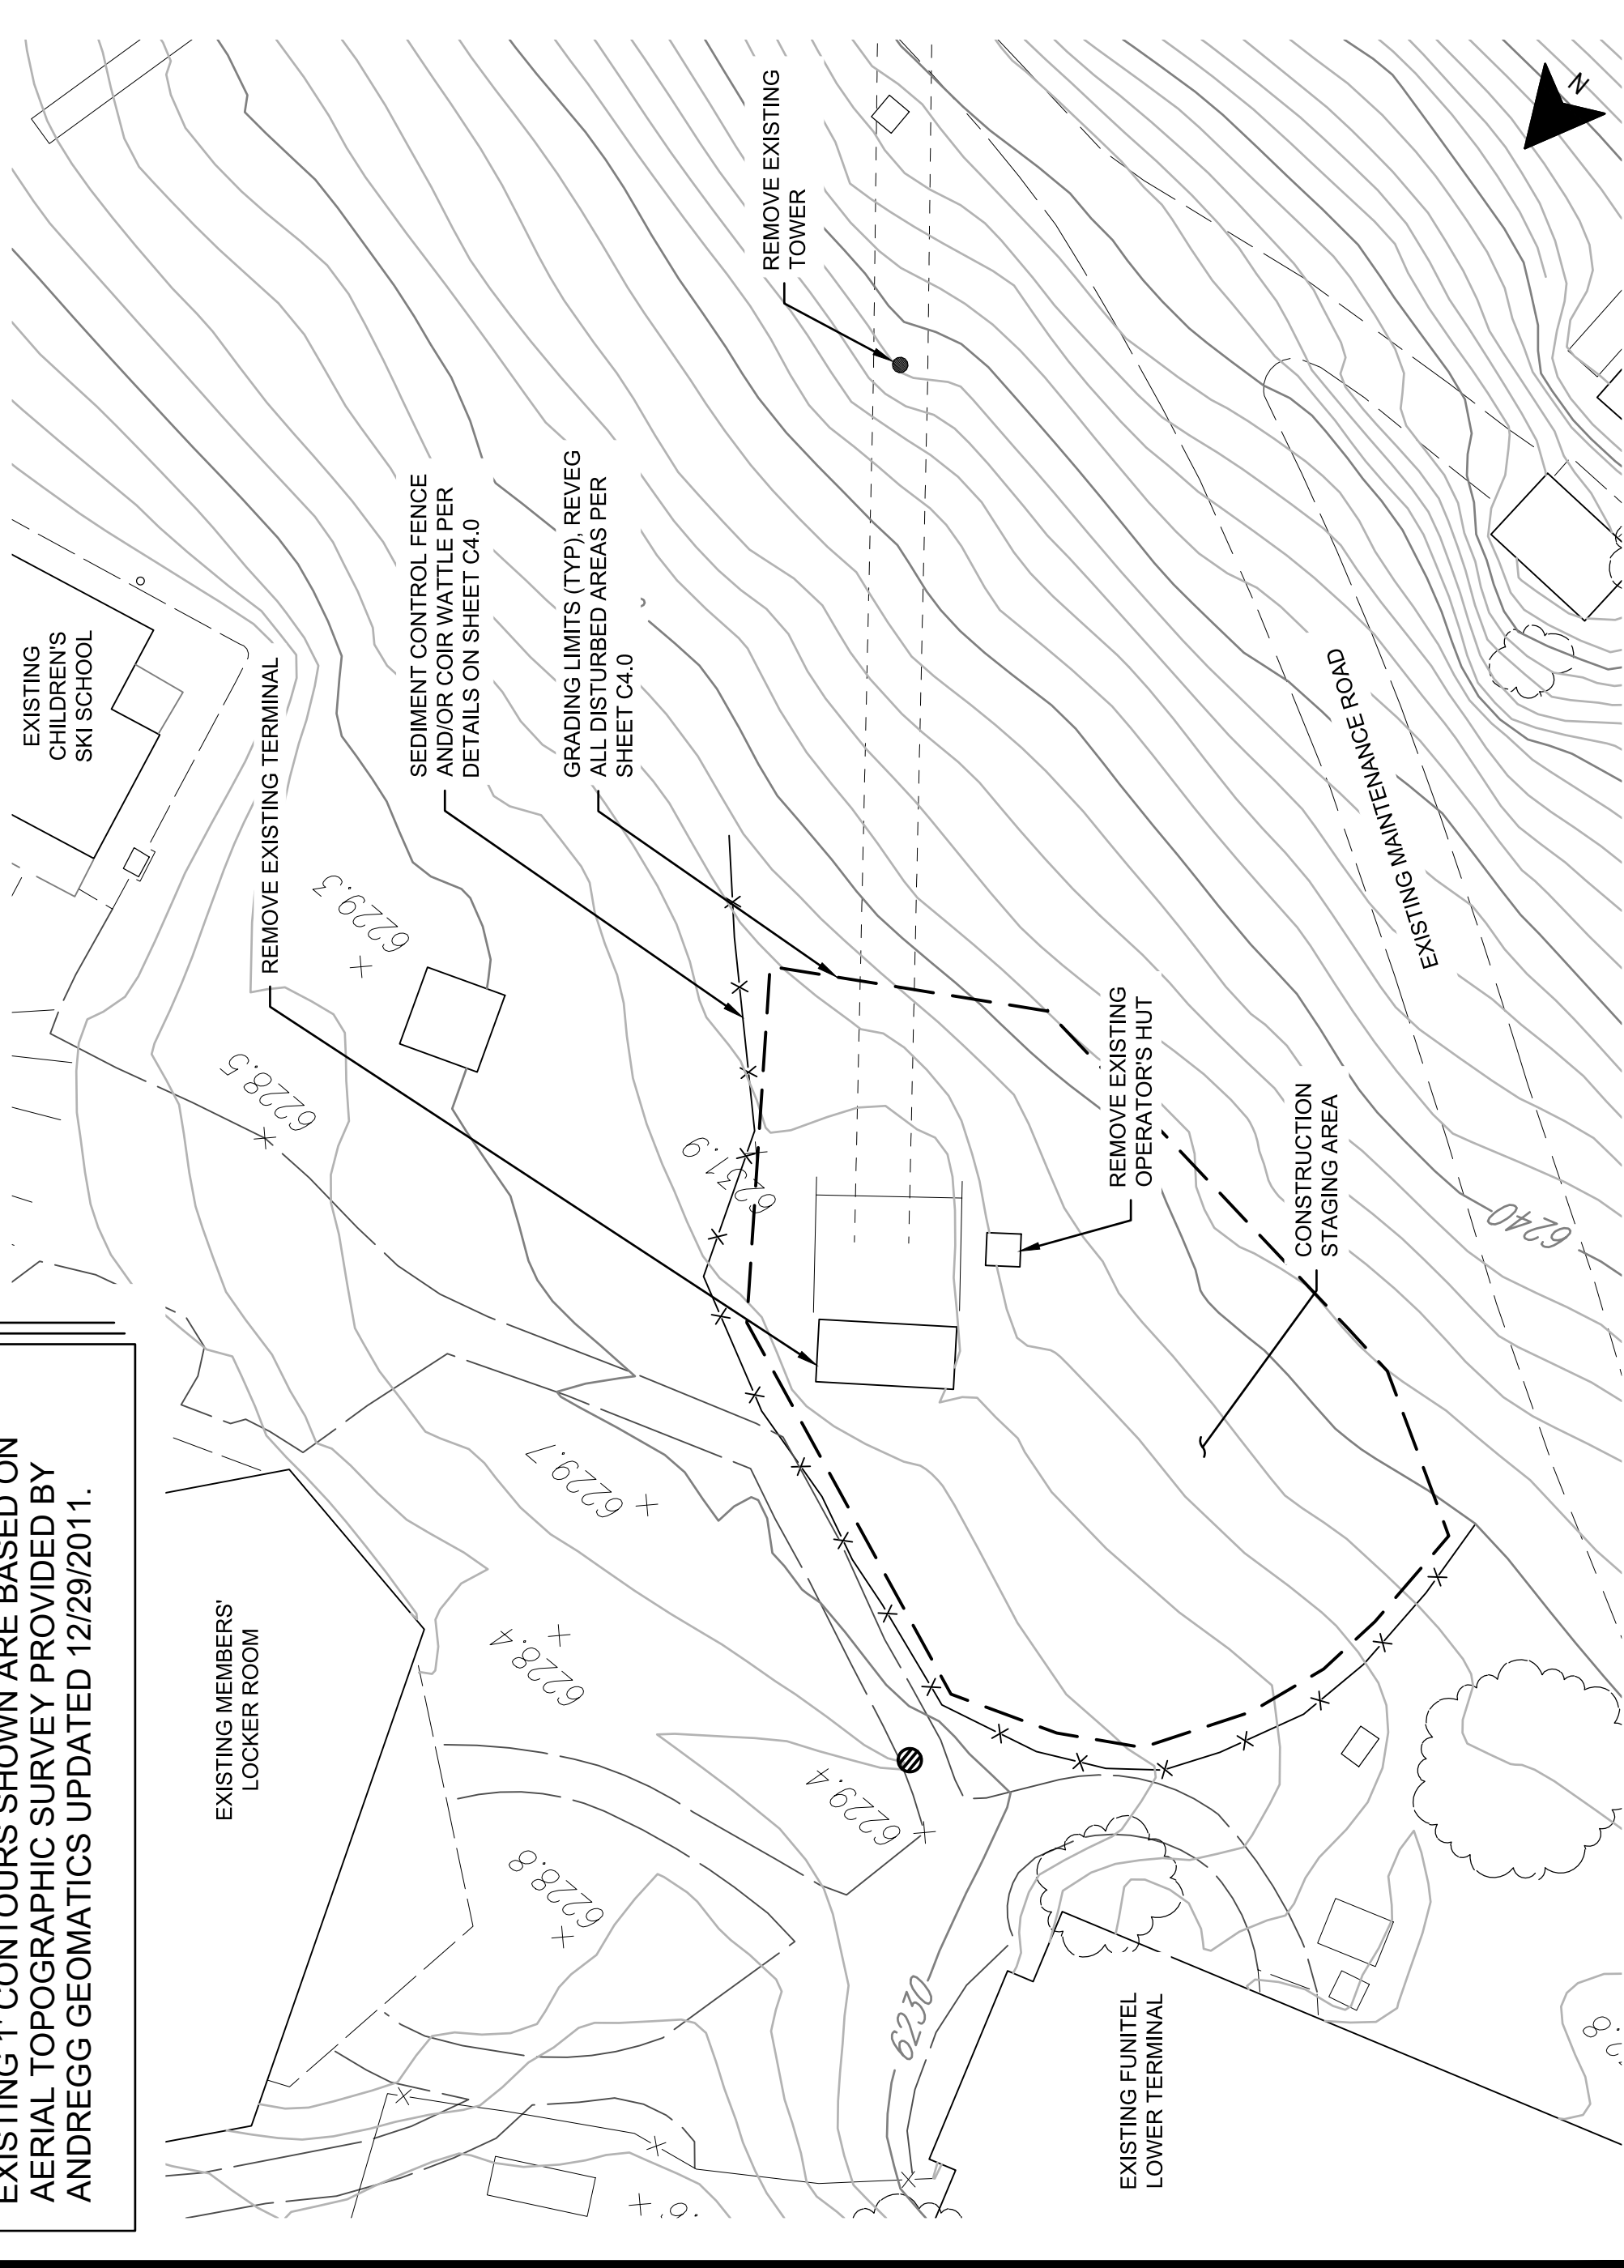 EXISTING 1' CONTOURS SHOWN ARE BASED ON
AERIAL TOPOGRAPHIC SURVEY PROVIDED BY
ANDREGG GEOMATICS UPDATED 12/29/2011.
EXISTING
CHILDREN'S
SKI SCHOOL
REMOVE EXISTING TERMINAL
SEDIMENT CONTROL FENCE
AND/OR COIR WATTLE PER
DETAILS ON SHEET C4.0
GRADING LIMITS (TYP), REVEG
ALL DISTURBED AREAS PER
SHEET C4.0
REMOVE EXISTING
TOWER
N
EXISTING MAINTENANCE ROAD
REMOVE EXISTING
OPERATOR'S HUT
CONSTRUCTION
STAGING AREA
EXISTING MEMBERS'
LOCKER ROOM
EXISTING FUNITEL
LOWER TERMINAL
6229.3
6228.5
6231.9
6229.7
6228.4
6229.4
6228.8
6230
6240